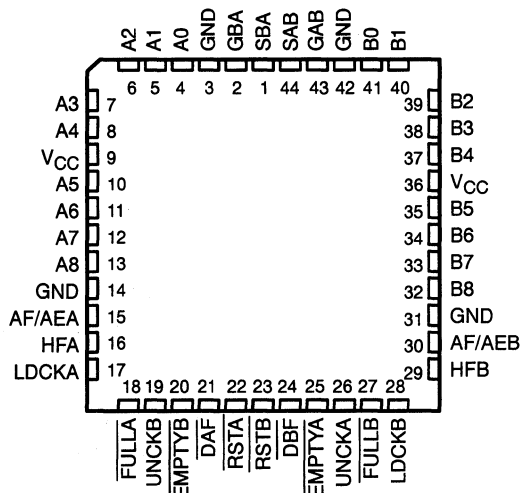 A2 A1 A0 GND GBA SBA SAB GAB GND B0 B1
6 5 4 3 2 1 44 43 42 41 40
A3 7 39 B2
A4 8 38 B3
VCC 9 37 B4
A5 10 36 VCC
A6 11 35 B5
A7 12 34 B6
A8 13 33 B7
GND 14 32 B8
AF/AEA 15 31 GND
HFA 16 30 AF/AEB
LDCKA 17 29 HFB
18 19 20 21 22 23 24 25 26 27 28
FULLA UNCKB EMPTYB DAF RSTA RSTB DBF EMPTYA UNCKA FULLB LDCKB